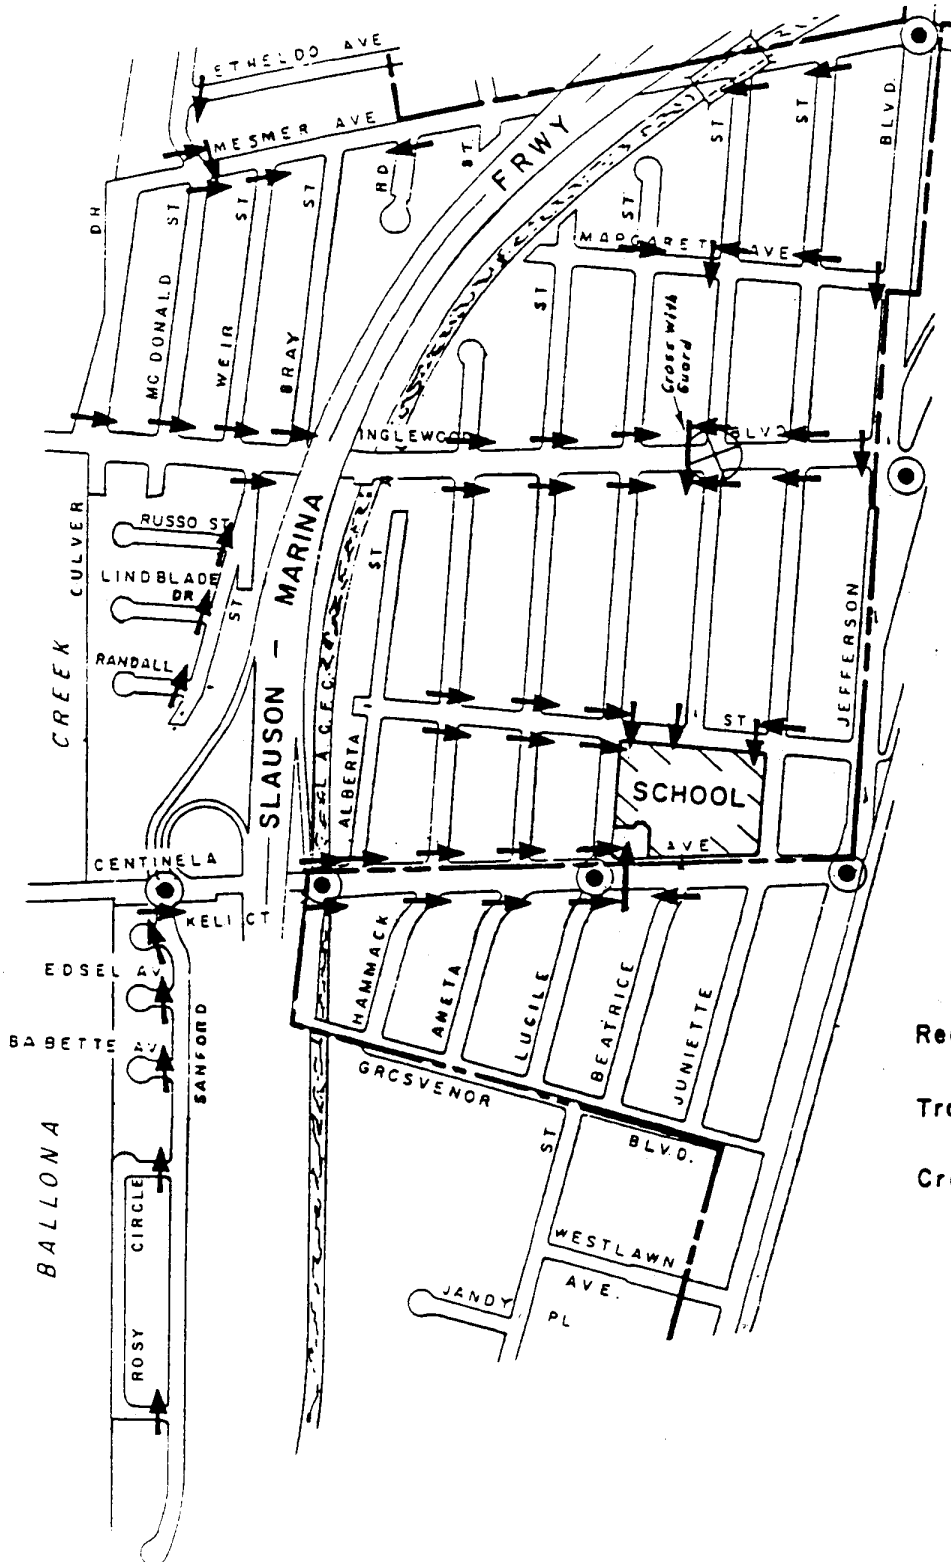 ETHELDO AVE
MESMER AVE
FRWY
ST
ST
BLVD.
DR
ST
ST
ST
RD
ST
ST
MARGARET AVE
MCDONALD
WEIR
BRAY
ST
Cross with
Guard
INGLEWOOD BLVD
CULVER
RUSSO ST
LINDBLADE
DR
ST
RANDALL
CREEK
SLAUSON – MARINA
L.A.C.F.C.
ST
ALBERTA
JEFFERSON
ST
SCHOOL
AVE
CENTINELA
KELI CT
EDSEL AV
BABETTE AV
SANFORD
HAMMACK
ANETA
LUCILE
BEATRICE
JUNIETTE
GROSVENOR
BLVD.
ST
BALLONA
ROSY CIRCLE
WESTLAWN
AVE.
JANDY
PL